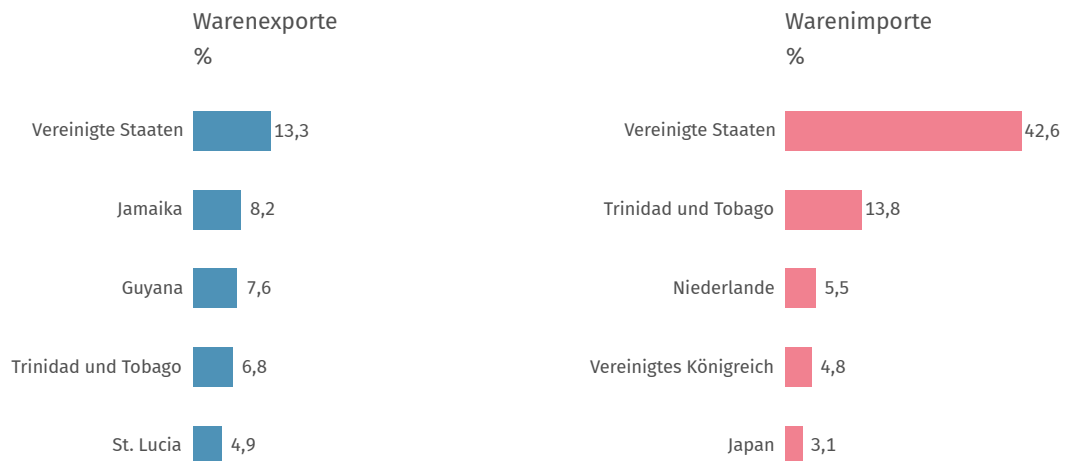 Warenexporte
%
Vereinigte Staaten 13,3
Jamaika 8,2
Guyana 7,6
Trinidad und Tobago 6,8
St. Lucia 4,9
Warenimporte
%
Vereinigte Staaten 42,6
Trinidad und Tobago 13,8
Niederlande 5,5
Vereinigtes Königreich 4,8
Japan 3,1